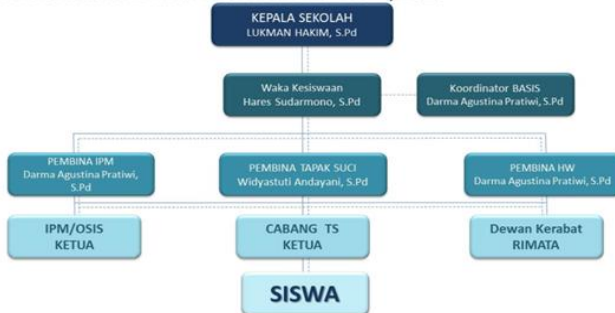 KEPALA SEKOLAH
LUKMAN HAKIM, S.Pd
Waka Kesiswaan
Hares Sudarmono, S.Pd
Koordinator BASIS
Darma Agustina Pratiwi, S.Pd
PEMBINA IPM
Darma Agustina Pratiwi,
S.Pd
PEMBINA TAPAK SUCI
Widyastuti Andayani, S.Pd
PEMBINA HW
Darma Agustina Pratiwi, S.Pd
IPM/OSIS
KETUA
CABANG TS
KETUA
Dewan Kerabat
RIMATA
SISWA